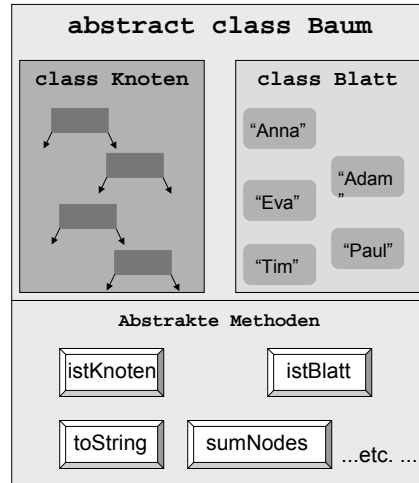 abstract class Baum
class Knoten
class Blatt
“Anna”
“Adam
”
“Eva”
“Paul”
“Tim”
Abstrakte Methoden
istKnoten
istBlatt
toString
sumNodes
...etc. ...